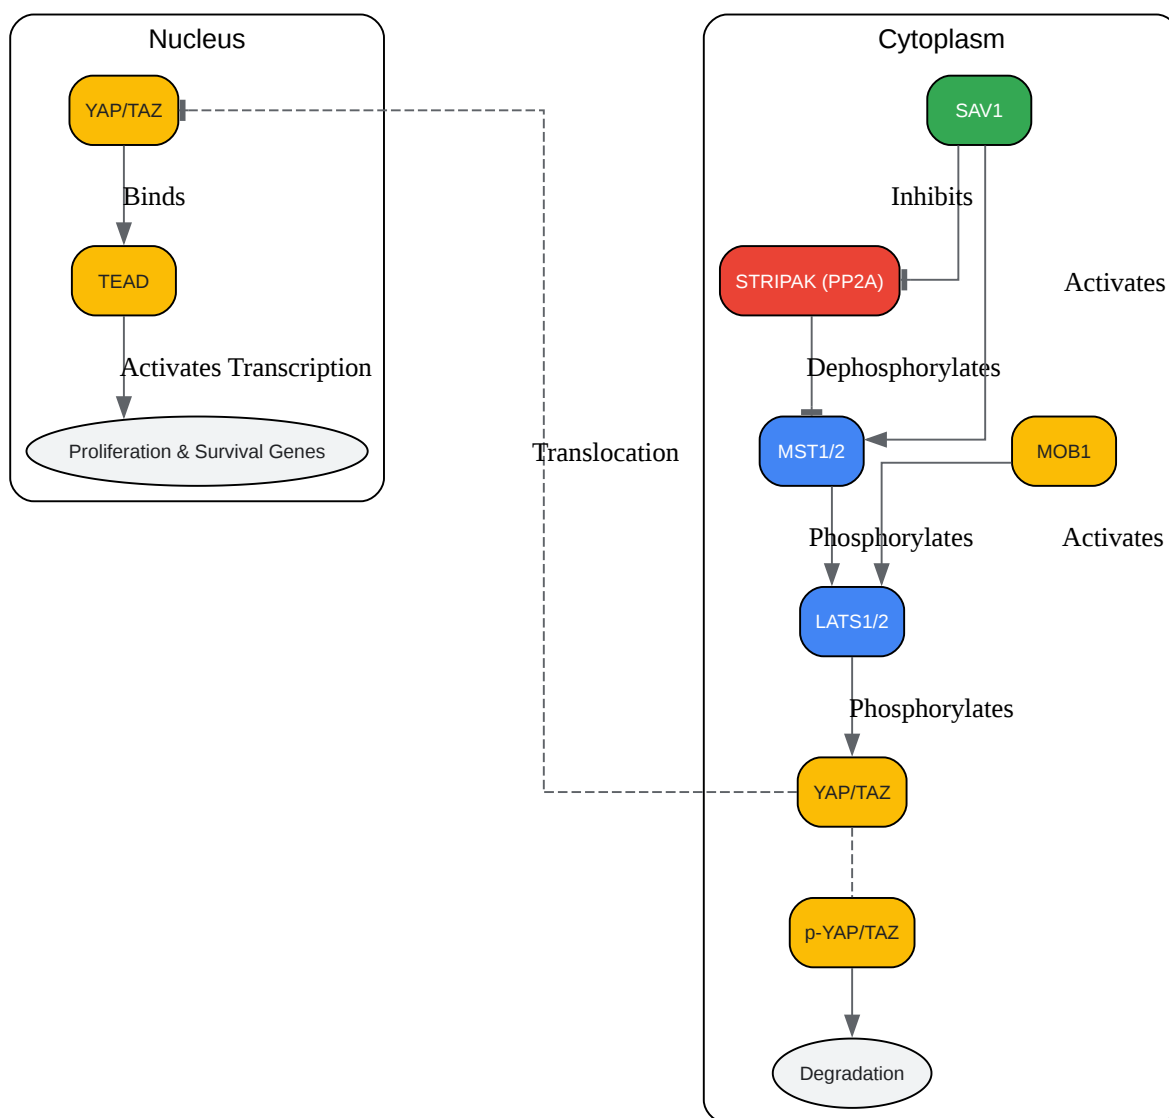 Nucleus
YAP/TAZ
Binds
TEAD
Activates Transcription
Proliferation & Survival Genes
Translocation
Cytoplasm
SAV1
Inhibits
STRIPAK (PP2A)
Activates
Dephosphorylates
MST1/2
MOB1
Phosphorylates
Activates
LATS1/2
Phosphorylates
YAP/TAZ
p-YAP/TAZ
Degradation